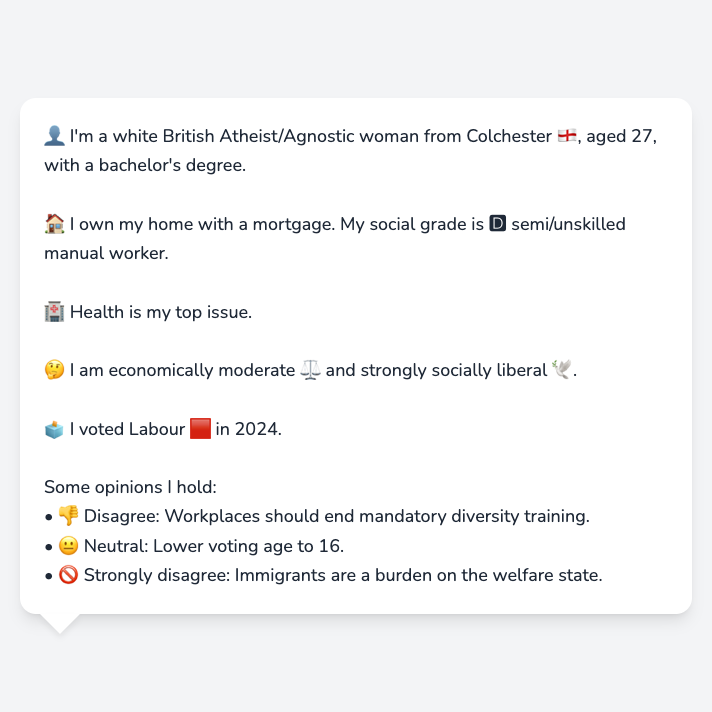 👤 I'm a white British Atheist/Agnostic woman from Colchester 🏴󠁧󠁢󠁥󠁮󠁧󠁿, aged 27,
with a bachelor's degree.
🏠 I own my home with a mortgage. My social grade is 🅳 semi/unskilled
manual worker.
🏥 Health is my top issue.
🤔 I am economically moderate ⚖️ and strongly socially liberal 🕊️.
🗳️ I voted Labour 🟥 in 2024.
Some opinions I hold:
• 👎 Disagree: Workplaces should end mandatory diversity training.
• 😐 Neutral: Lower voting age to 16.
• 🚫 Strongly disagree: Immigrants are a burden on the welfare state.